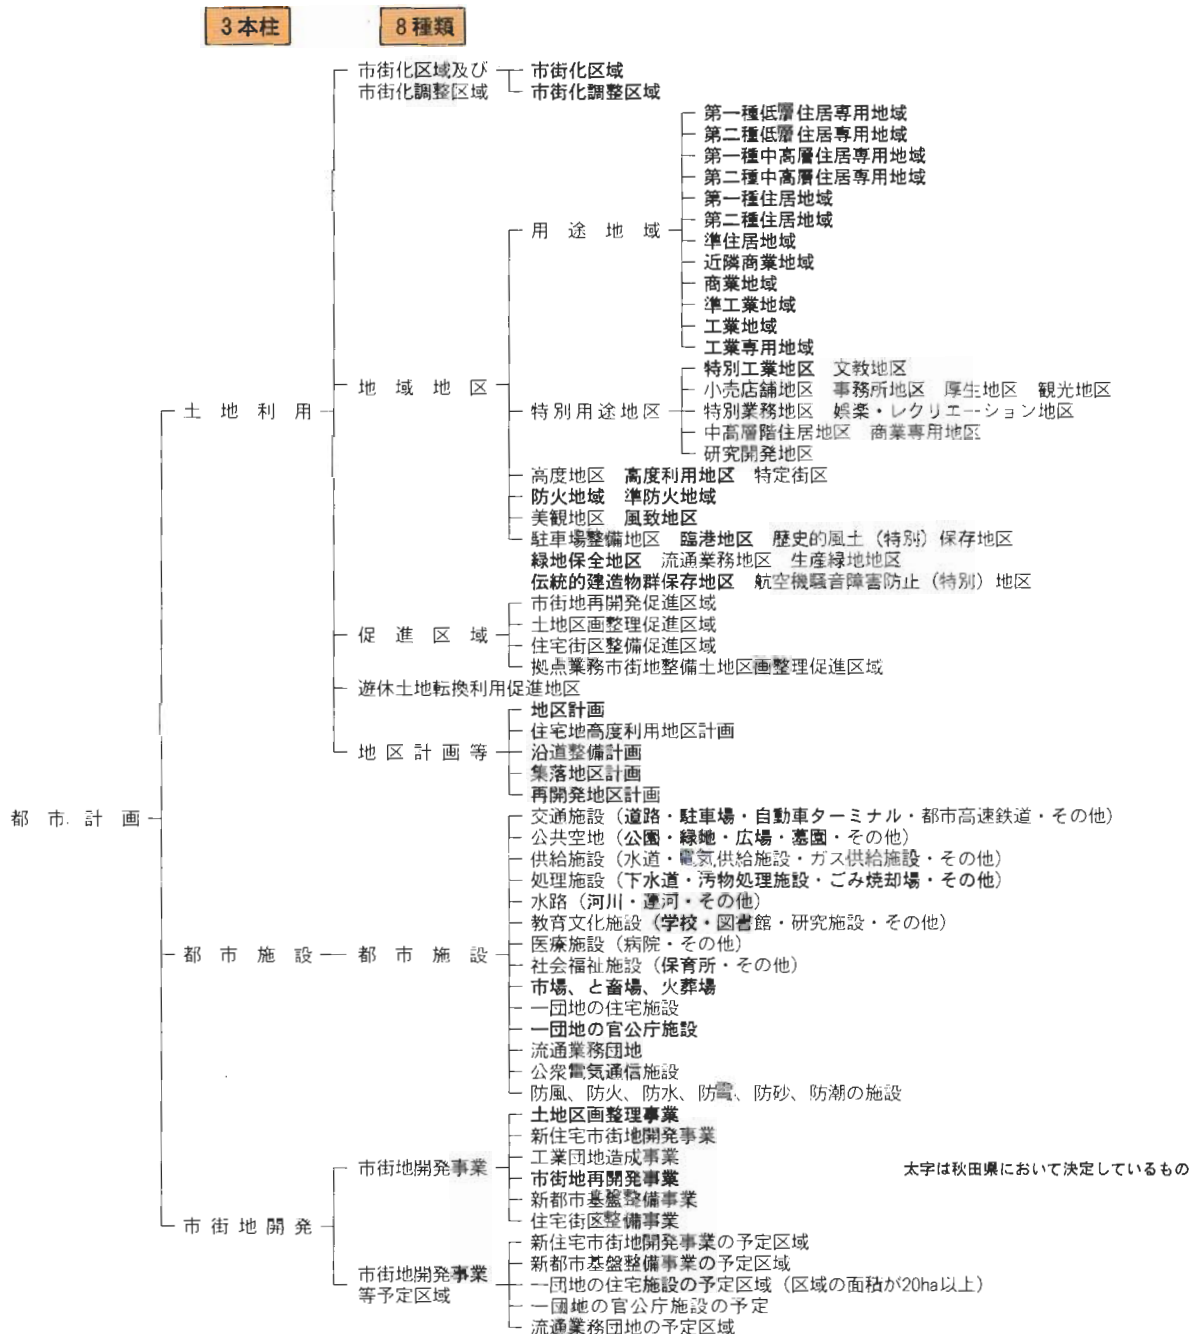 3本柱 8種類
市街化区域及び 市街化区域
市街化調整区域 市街化調整区域
第一種低層住居専用地域
第二種低層住居専用地域
第一種中高層住居専用地域
第二種中高層住居専用地域
第一種住居地域
第二種住居地域
用途地域
準住居地域
近隣商業地域
商業地域
準工業地域
工業地域
工業専用地域
特別工業地区 文教地区
地域地区
小売店舗地区 事務所地区 厚生地区 観光地区
土地利用 特別用途地区 特別業務地区 娯楽・レクリエーション地区
中高層階住居地区 商業専用地区
研究開発地区
高度地区 高度利用地区 特定街区
防火地域 準防火地域
美観地区 風致地区
駐車場整備地区 臨港地区 歴史的風土(特別)保存地区
緑地保全地区 流通業務地区 生産緑地地区
伝統的建造物群保存地区 航空機騒音障害防止(特別)地区
市街地再開発促進区域
土地区画整理促進区域
促進区域
住宅街区整備促進区域
拠点業務市街地整備土地区画整理促進区域
遊休土地転換利用促進地区
地区計画
住宅地高度利用地区計画
地区計画等 沿道整備計画
集落地区計画
再開発地区計画
都市計画 交通施設(道路・駐車場・自動車ターミナル・都市高速鉄道・その他)
公共空地(公園・緑地・広場・墓園・その他)
供給施設(水道・電気供給施設・ガス供給施設・その他)
処理施設(下水道・汚物処理施設・ごみ焼却場・その他)
水路(河川・運河・その他)
教育文化施設(学校・図書館・研究施設・その他)
医療施設(病院・その他)
都市施設 都市施設
社会福祉施設(保育所・その他)
市場、と畜場、火葬場
一団地の住宅施設
一団地の官公庁施設
流通業務団地
公衆電気通信施設
防風、防火、防水、防雪、防砂、防潮の施設
土地区画整理事業
新住宅市街地開発事業
工業団地造成事業
市街地開発事業 太字は秋田県において決定しているもの
市街地再開発事業
新都市基盤整備事業
住宅街区整備事業
市街地開発
新住宅市街地開発事業の予定区域
新都市基盤整備事業の予定区域
市街地開発事業
一団地の住宅施設の予定区域(区域の面積が20ha以上)
等予定区域
一団地の官公庁施設の予定
流通業務団地の予定区域